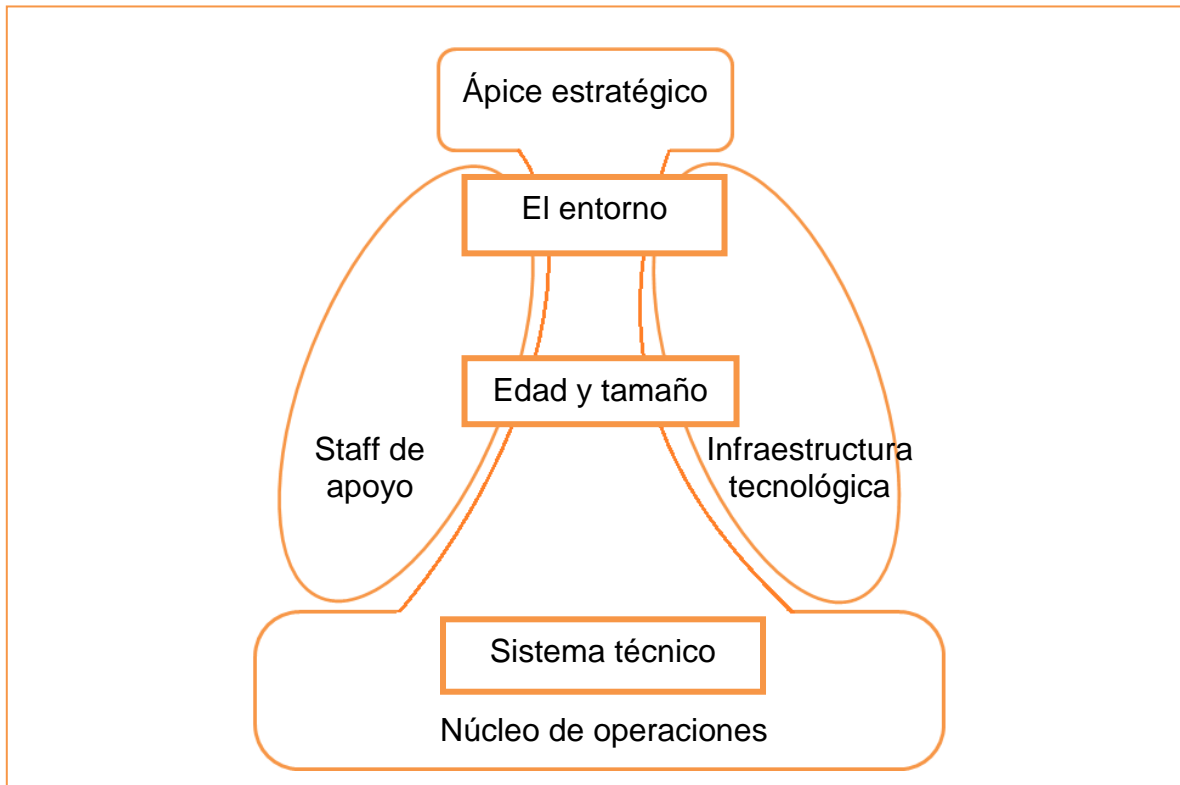 Ápice estratégico
El entorno
Edad y tamaño
Staff de
apoyo
Infraestructura
tecnológica
Sistema técnico
Núcleo de operaciones